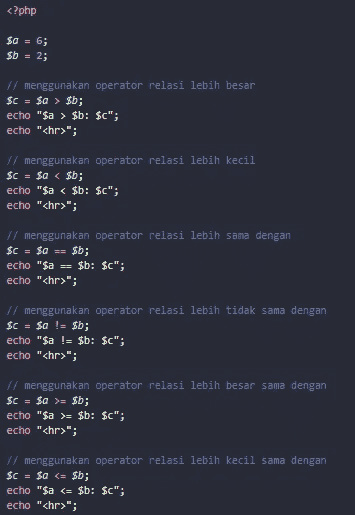 <?php
$a = 6;
$b = 2;
// menggunakan operator relasi lebih besar
$c = $a > $b;
echo "$a > $b: $c";
echo "<hr>";
// menggunakan operator relasi lebih kecil
$c = $a < $b;
echo "$a < $b: $c";
echo "<hr>";
// menggunakan operator relasi lebih sama dengan
$c = $a == $b;
echo "$a == $b: $c";
echo "<hr>";
// menggunakan operator relasi lebih tidak sama dengan
$c = $a != $b;
echo "$a != $b: $c";
echo "<hr>";
// menggunakan operator relasi lebih besar sama dengan
$c = $a >= $b;
echo "$a >= $b: $c";
echo "<hr>";
// menggunakan operator relasi lebih kecil sama dengan
$c = $a <= $b;
echo "$a <= $b: $c";
echo "<hr>";